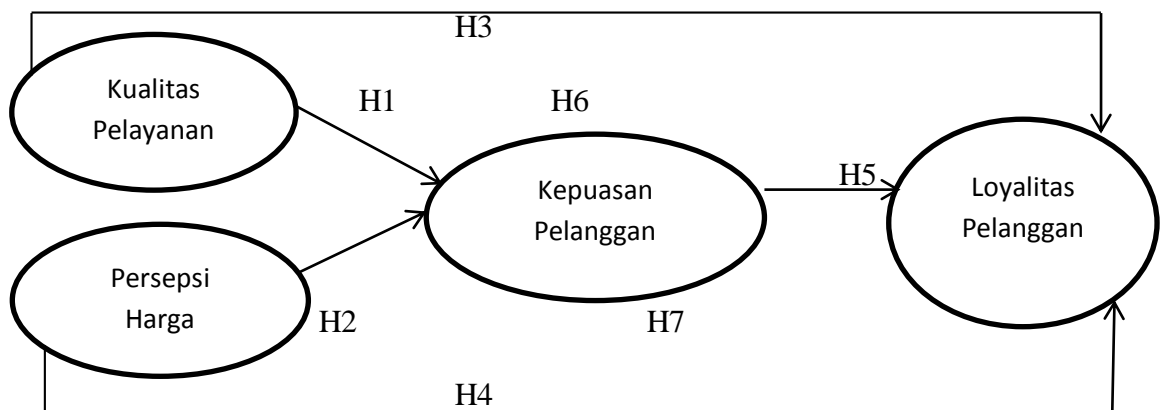 H3
Kualitas
Pelayanan
H1
H6
Kepuasan
Pelanggan
H5
Loyalitas
Pelanggan
Persepsi
Harga
H2
H7
H4